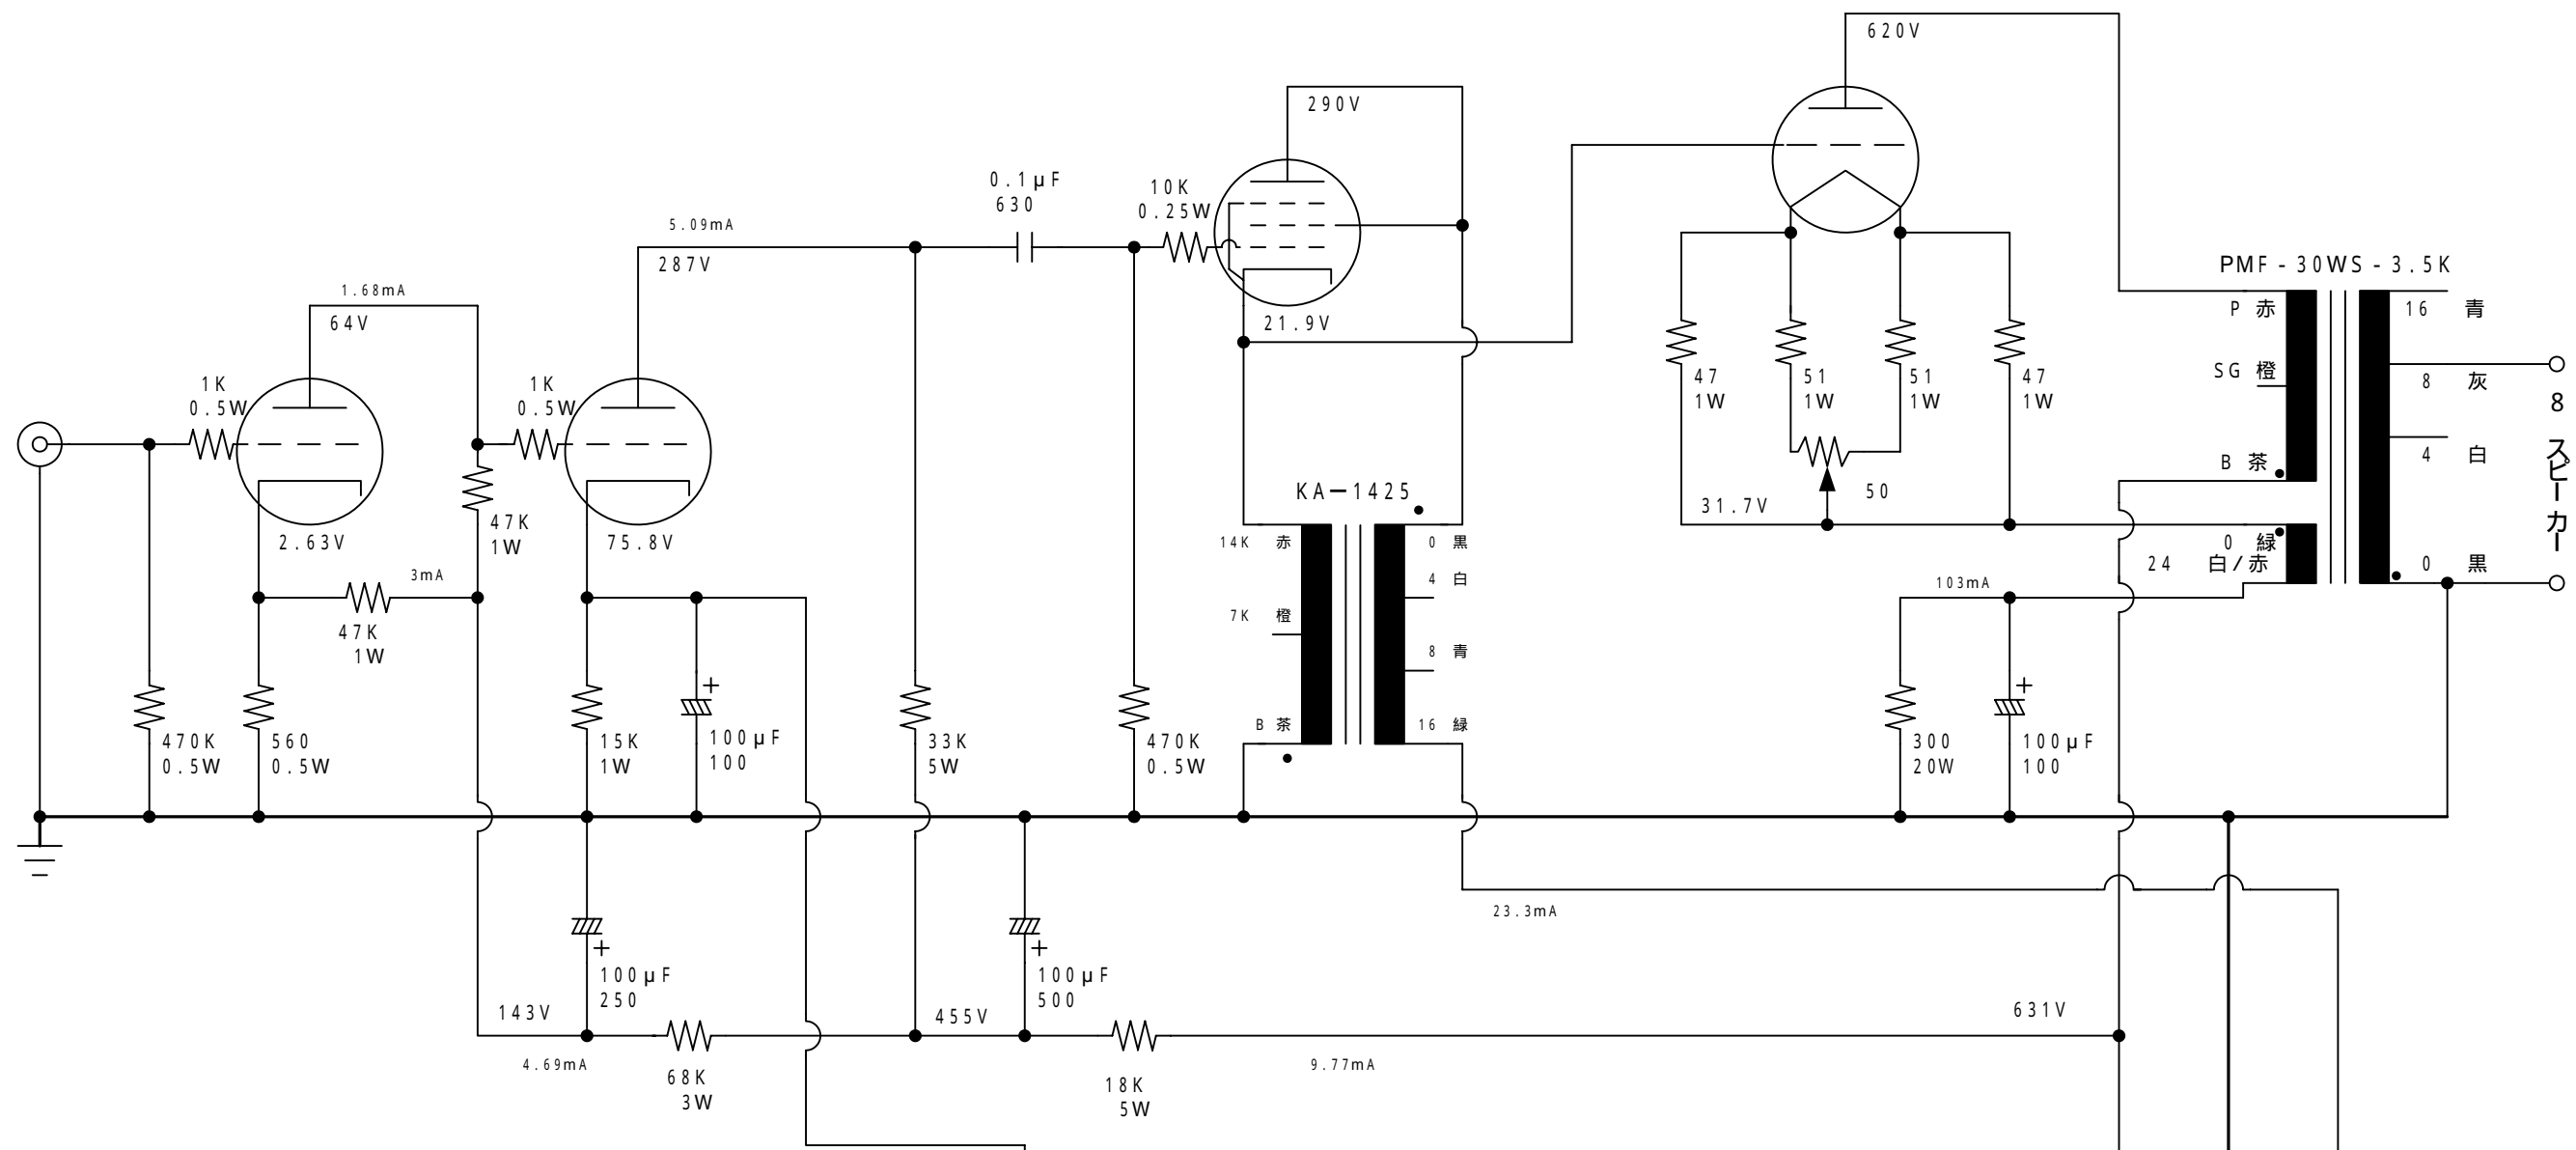 620V
290V
0.1μF
630
10K
0.25W
5.09mA
287V
1.68mA
64V
21.9V
1K
0.5W
1K
0.5W
PMF-30WS-3.5K
P 赤
16 青
SG 橙
8 灰
B 茶
4 白
0 緑
24 白/赤
0 黒
8 スピーカー
47
1W
51
1W
51
1W
47
1W
50
31.7V
KA-1425
14K 赤
0 黒
4 白
7K 橙
8 青
B 茶
16 緑
47K
1W
2.63V
75.8V
3mA
47K
1W
103mA
470K
0.5W
560
0.5W
15K
1W
+
100μF
100
33K
5W
470K
0.5W
300
20W
+
100μF
100
23.3mA
+
100μF
250
+
100μF
500
143V
455V
631V
4.69mA
68K
3W
18K
5W
9.77mA